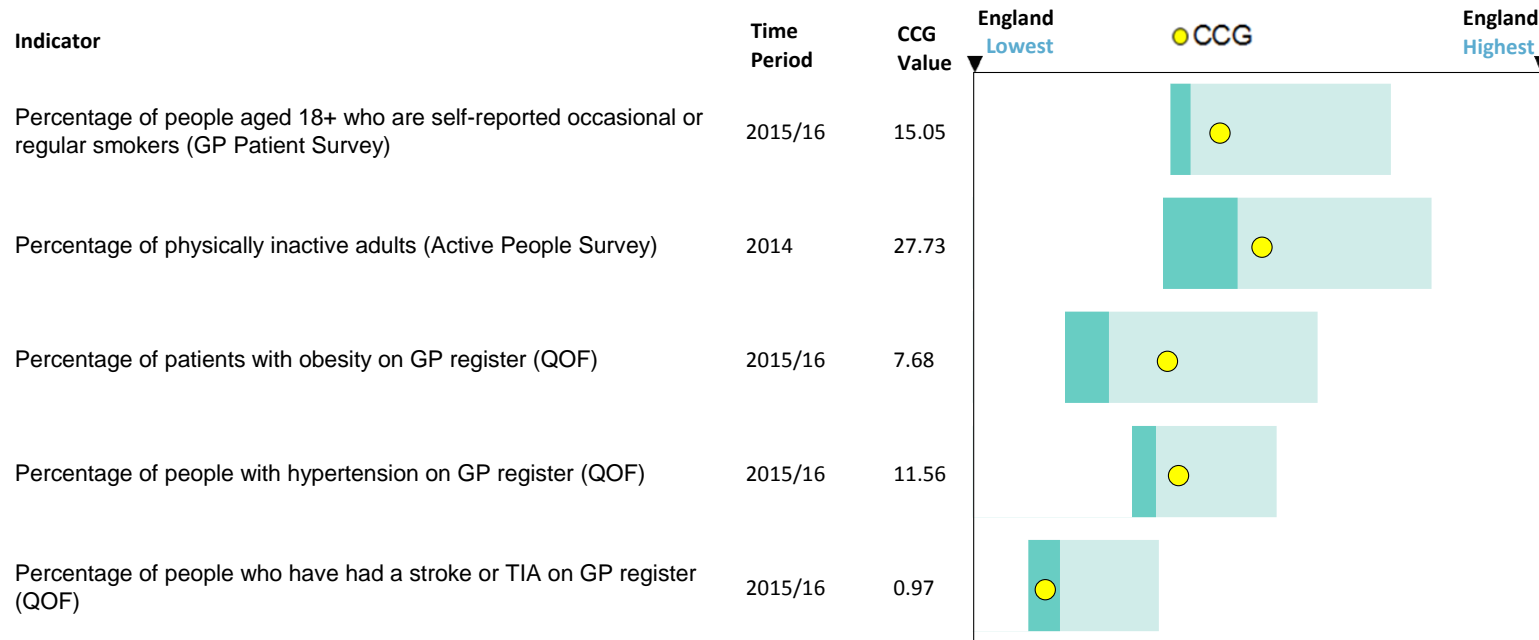 Indicator
Time
Period
CCG
Value
England
Lowest
CCG
England
Highest
Percentage of people aged 18+ who are self-reported occasional or
regular smokers (GP Patient Survey)
2015/16
15.05
Percentage of physically inactive adults (Active People Survey)
2014
27.73
Percentage of patients with obesity on GP register (QOF)
2015/16
7.68
Percentage of people with hypertension on GP register (QOF)
2015/16
11.56
Percentage of people who have had a stroke or TIA on GP register
(QOF)
2015/16
0.97